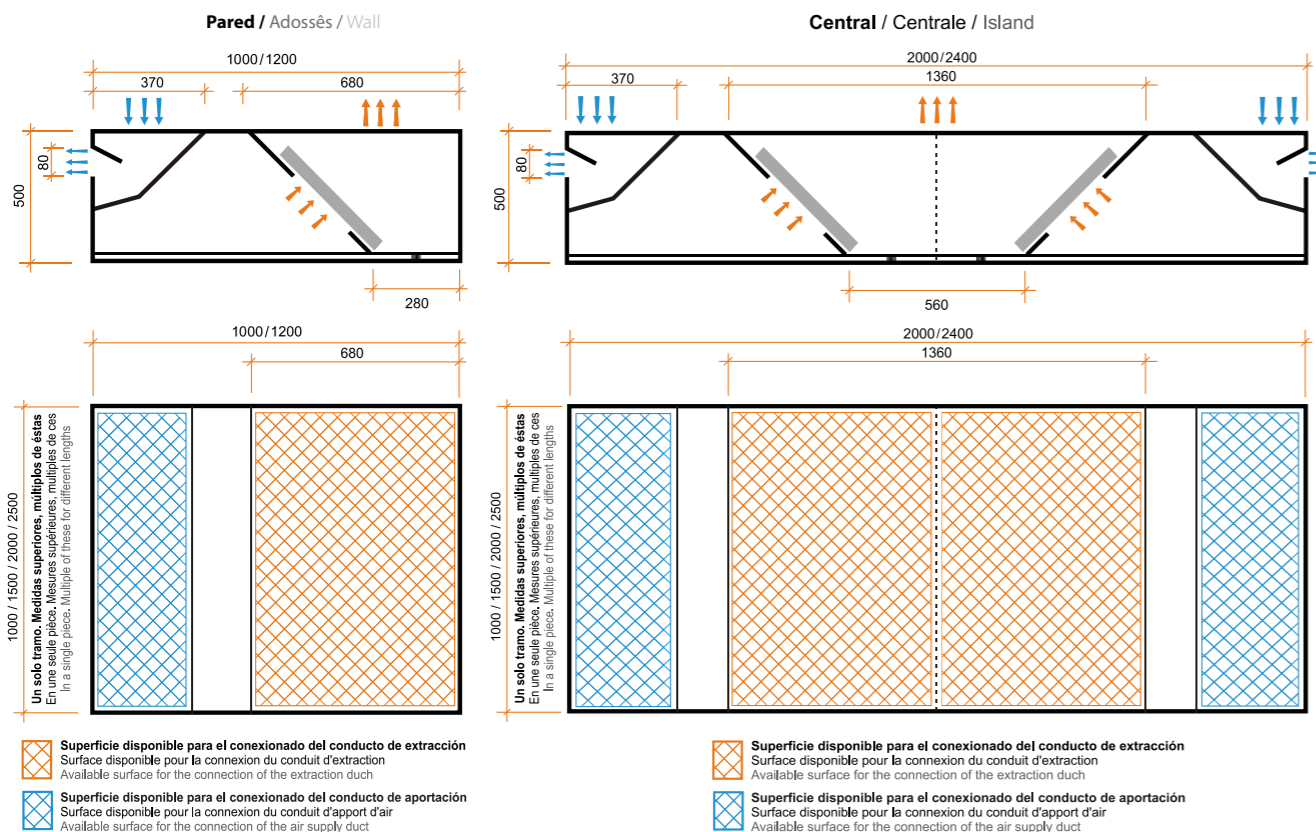 Pared / Adossês / Wall
1000/1200
370
680
80
500
280
1000/1200
680
1000 / 1500 / 2000 / 2500
Un solo tramo. Medidas superiores, múltiplos de éstas
En une seule pièce. Mesures supérieures, multiples de ces
In a single piece. Multiple of these for different lengths
Superficie disponible para el conexionado del conducto de extracción
Surface disponible pour la connexion du conduit d'extraction
Available surface for the connection of the extraction duch
Superficie disponible para el conexionado del conducto de aportación
Surface disponible pour la connexion du conduit d'apport d'air
Available surface for the connection of the air supply duct
Central / Centrale / Island
2000/2400
370
1360
80
500
560
2000/2400
1360
1000 / 1500 / 2000 / 2500
Un solo tramo. Medidas superiores, múltiplos de éstas
En une seule pièce. Mesures supérieures, multiples de ces
In a single piece. Multiple of these for different lengths
Superficie disponible para el conexionado del conducto de extracción
Surface disponible pour la connexion du conduit d'extraction
Available surface for the connection of the extraction duch
Superficie disponible para el conexionado del conducto de aportación
Surface disponible pour la connexion du conduit d'apport d'air
Available surface for the connection of the air supply duct